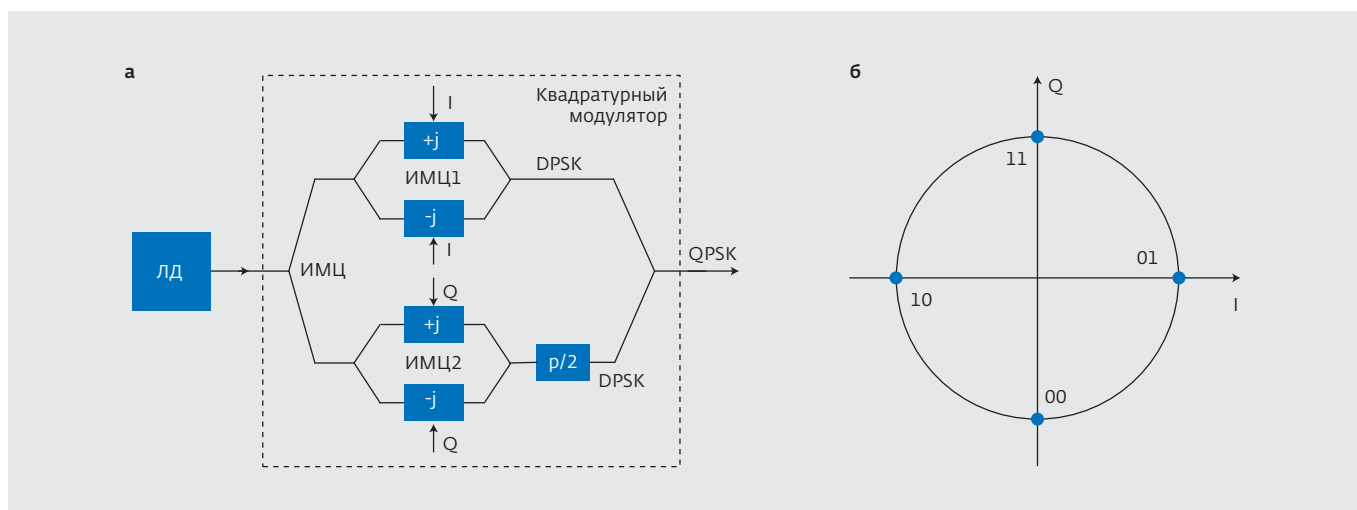 а
Квадратурный
модулятор
I
+j
ИМЦ1
DPSK
-j
I
ЛД
ИМЦ
QPSK
Q
+j
ИМЦ2
p/2
DPSK
-j
Q
б
Q
11
01
10
I
00